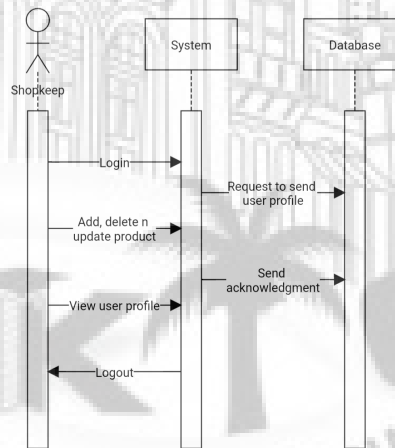 System
Database
Shopkeep
Login
Request to send
user profile
Add, delete n
update product
Send
acknowledgment
View user profile
Logout